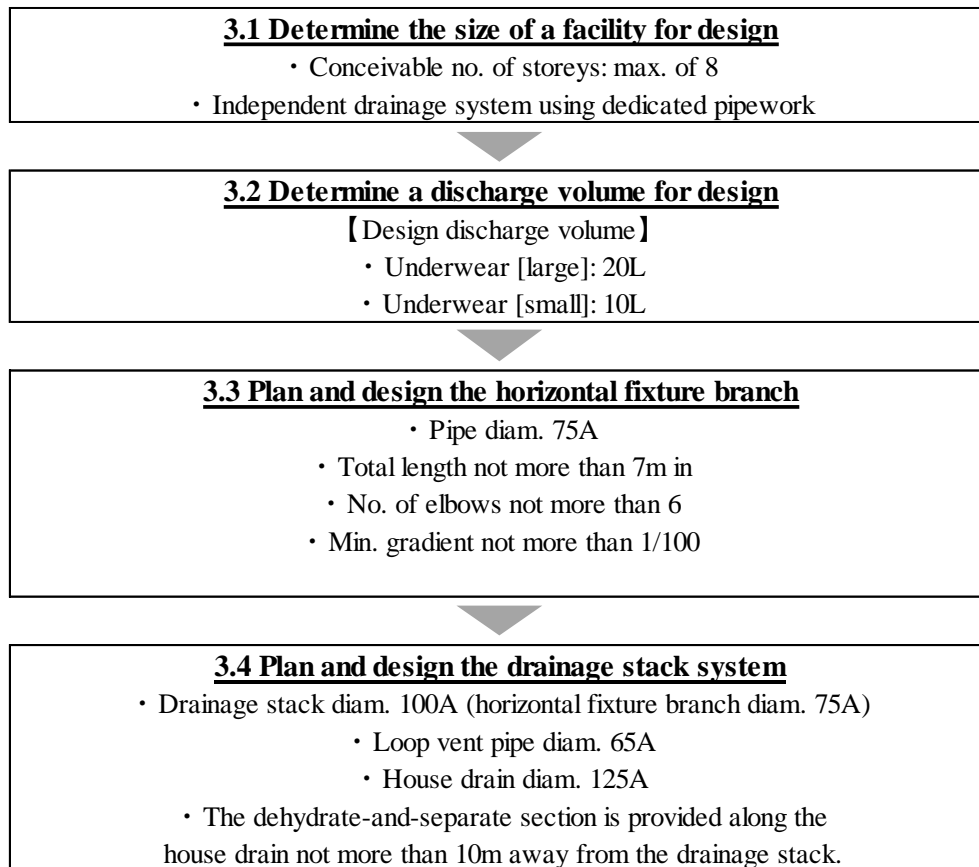 3.1 Determine the size of a facility for design
・Conceivable no. of storeys: max. of 8
・Independent drainage system using dedicated pipework
3.2 Determine a discharge volume for design
【Design discharge volume】
・Underwear [large]: 20L
・Underwear [small]: 10L
3.3 Plan and design the horizontal fixture branch
・Pipe diam. 75A
・Total length not more than 7m in
・No. of elbows not more than 6
・Min. gradient not more than 1/100
3.4 Plan and design the drainage stack system
・Drainage stack diam. 100A (horizontal fixture branch diam. 75A)
・Loop vent pipe diam. 65A
・House drain diam. 125A
・The dehydrate-and-separate section is provided along the
house drain not more than 10m away from the drainage stack.